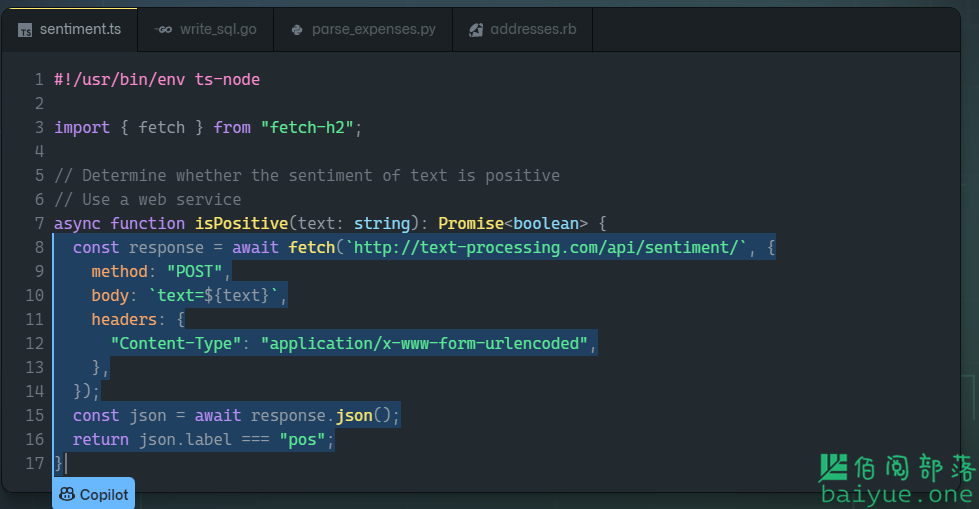 sentiment.ts write_sql.go parse_expenses.py addresses.rb
1 #!/usr/bin/env ts-node
2
3 import { fetch } from "fetch-h2";
4
5 // Determine whether the sentiment of text is positive
6 // Use a web service
7 async function isPositive(text: string): Promise<boolean> {
8   const response = await fetch(`http://text-processing.com/api/sentiment/`, {
9     method: "POST",
10     body: `text=${text}`,
11     headers: {
12       "Content-Type": "application/x-www-form-urlencoded",
13     },
14   });
15   const json = await response.json();
16   return json.label === "pos";
17 }
Copilot
佰阅部落
baiyue.one